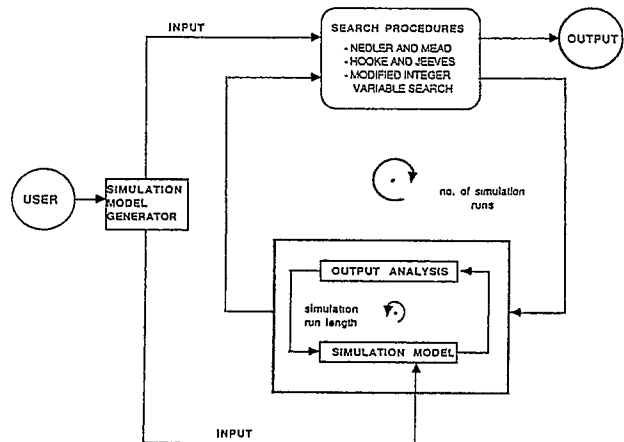 INPUT
SEARCH PROCEDURES
- NEDLER AND MEAD
- HOOKE AND JEEVES
- MODIFIED INTEGER
VARIABLE SEARCH
OUTPUT
USER
SIMULATION
MODEL
GENERATOR
no. of simulation
runs
OUTPUT ANALYSIS
simulation
run length
SIMULATION MODEL
INPUT